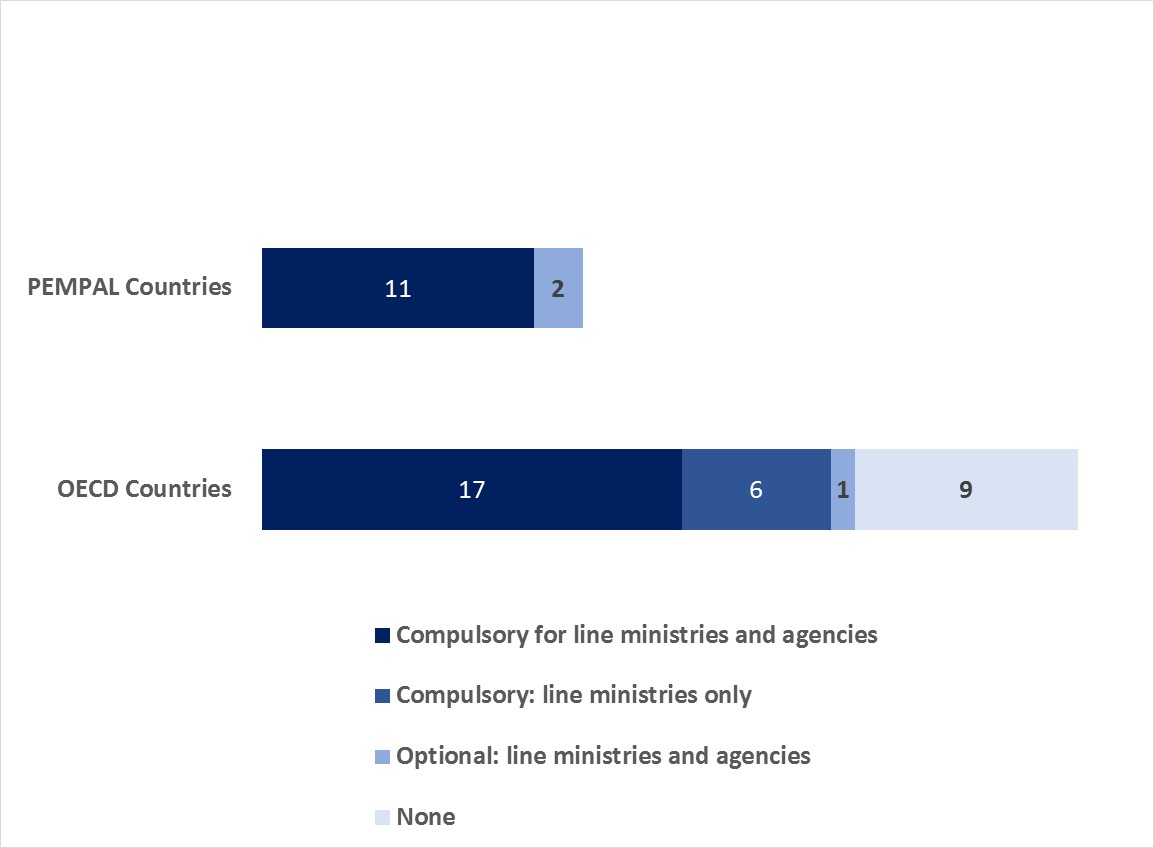 PEMPAL Countries
11
2
OECD Countries
17
6
1
9
Compulsory for line ministries and agencies
Compulsory: line ministries only
Optional: line ministries and agencies
None